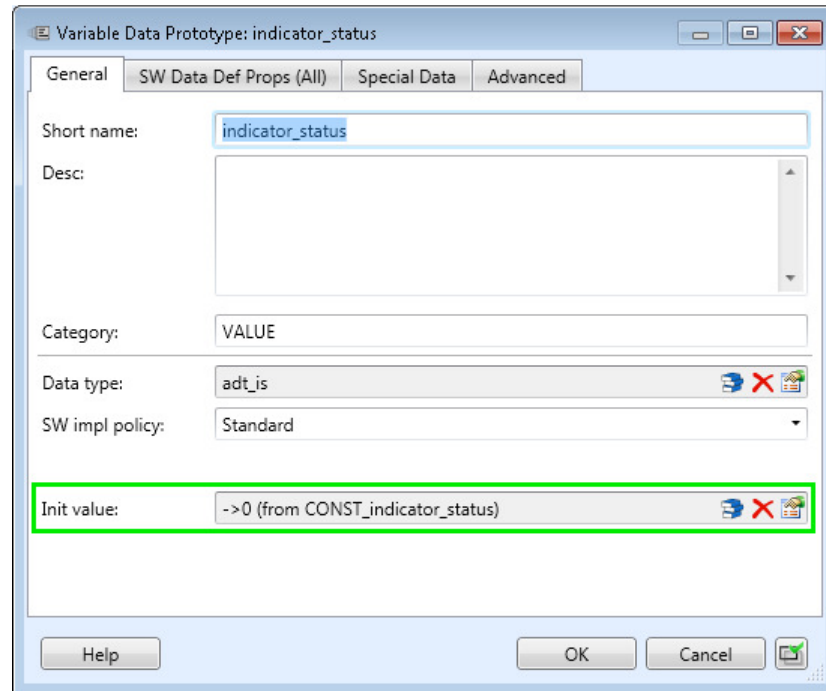 Variable Data Prototype: indicator_status
General SW Data Def Props (All) Special Data Advanced
Short name: indicator_status
Desc:
Category: VALUE
Data type: adt_is
SW impl policy: Standard
Init value: ->0 (from CONST_indicator_status)
Help OK Cancel